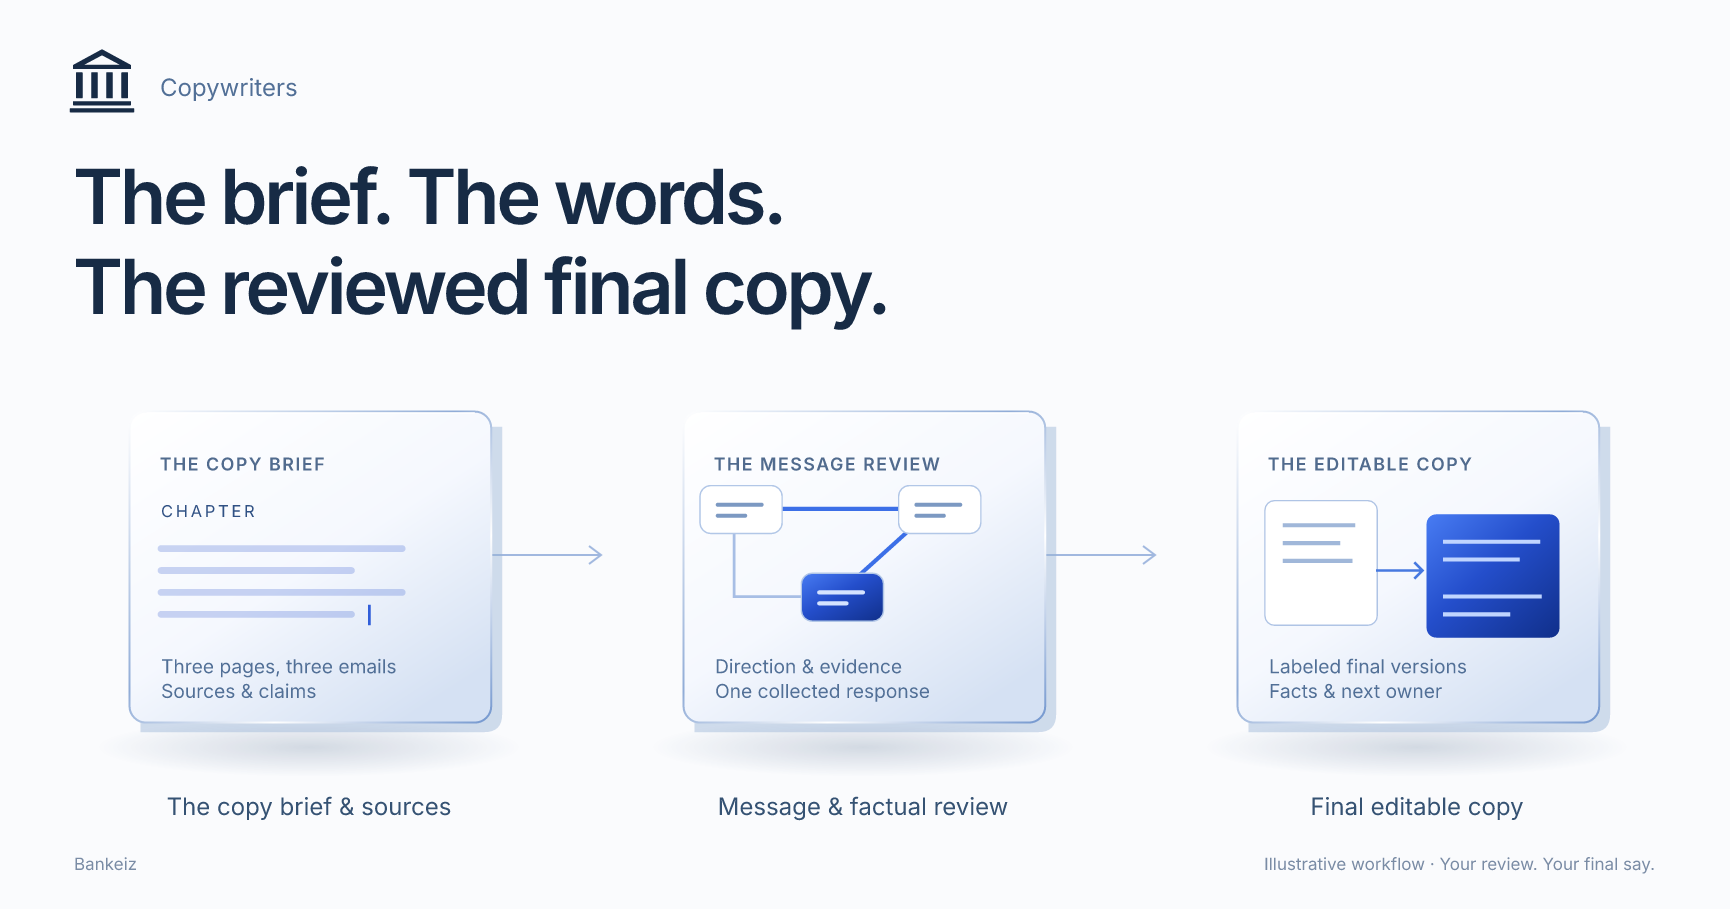 Copywriters
The brief. The words.
The reviewed final copy.
THE COPY BRIEF
CHAPTER
Three pages, three emails
Sources & claims
The copy brief & sources
THE MESSAGE REVIEW
Direction & evidence
One collected response
Message & factual review
THE EDITABLE COPY
Labeled final versions
Facts & next owner
Final editable copy
Bankeiz
Illustrative workflow · Your review. Your final say.